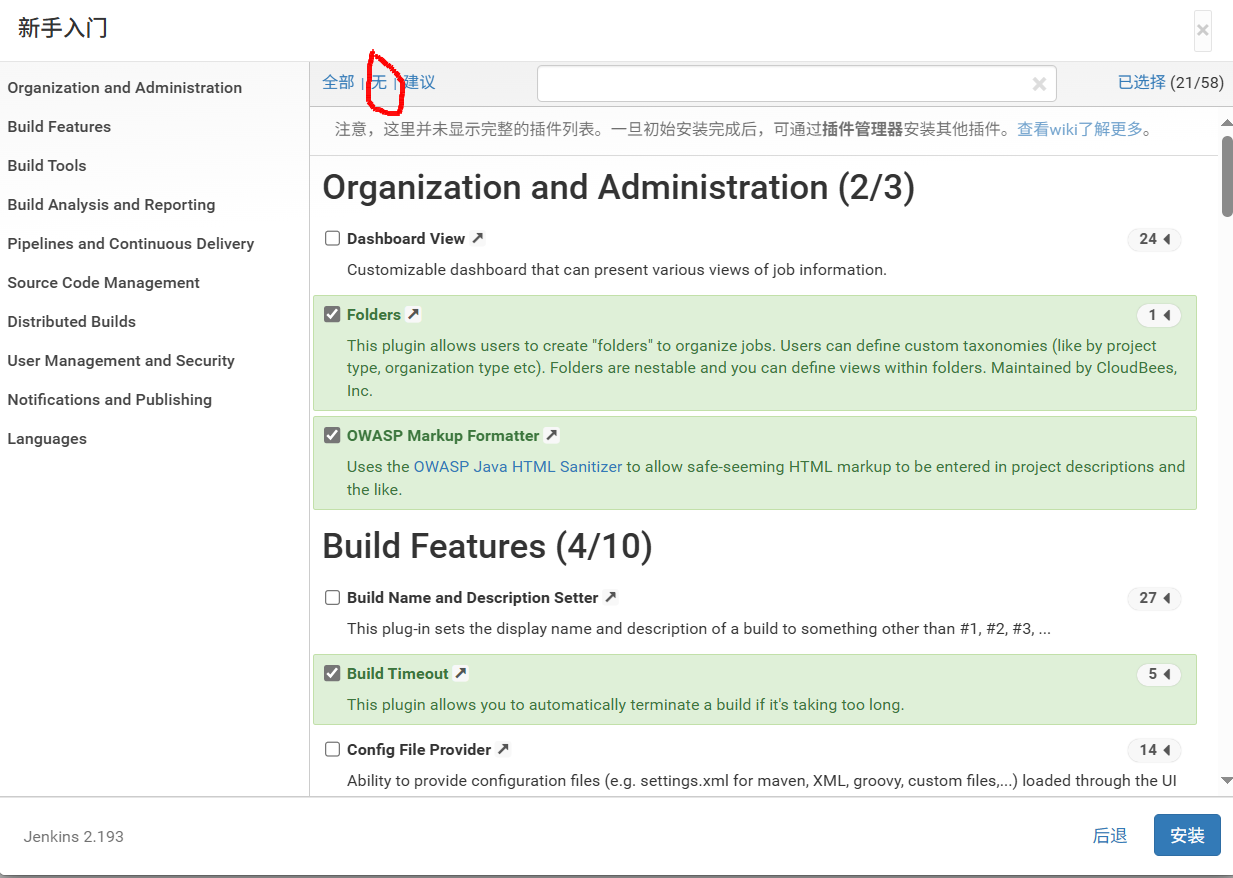 新手入门
×
Organization and Administration
Build Features
Build Tools
Build Analysis and Reporting
Pipelines and Continuous Delivery
Source Code Management
Distributed Builds
User Management and Security
Notifications and Publishing
Languages
全部 | 无 | 建议
已选择 (21/58)
注意，这里并未显示完整的插件列表。一旦初始安装完成后，可通过插件管理器安装其他插件。查看wiki了解更多。
Organization and Administration (2/3)
Dashboard View 24
Customizable dashboard that can present various views of job information.
Folders 1
This plugin allows users to create "folders" to organize jobs. Users can define custom taxonomies (like by project
type, organization type etc). Folders are nestable and you can define views within folders. Maintained by CloudBees,
Inc.
OWASP Markup Formatter
Uses the OWASP Java HTML Sanitizer to allow safe-seeming HTML markup to be entered in project descriptions and
the like.
Build Features (4/10)
Build Name and Description Setter 27
This plug-in sets the display name and description of a build to something other than #1, #2, #3, ...
Build Timeout 5
This plugin allows you to automatically terminate a build if it's taking too long.
Config File Provider 14
Ability to provide configuration files (e.g. settings.xml for maven, XML, groovy, custom files,...) loaded through the UI
Jenkins 2.193
后退
安装